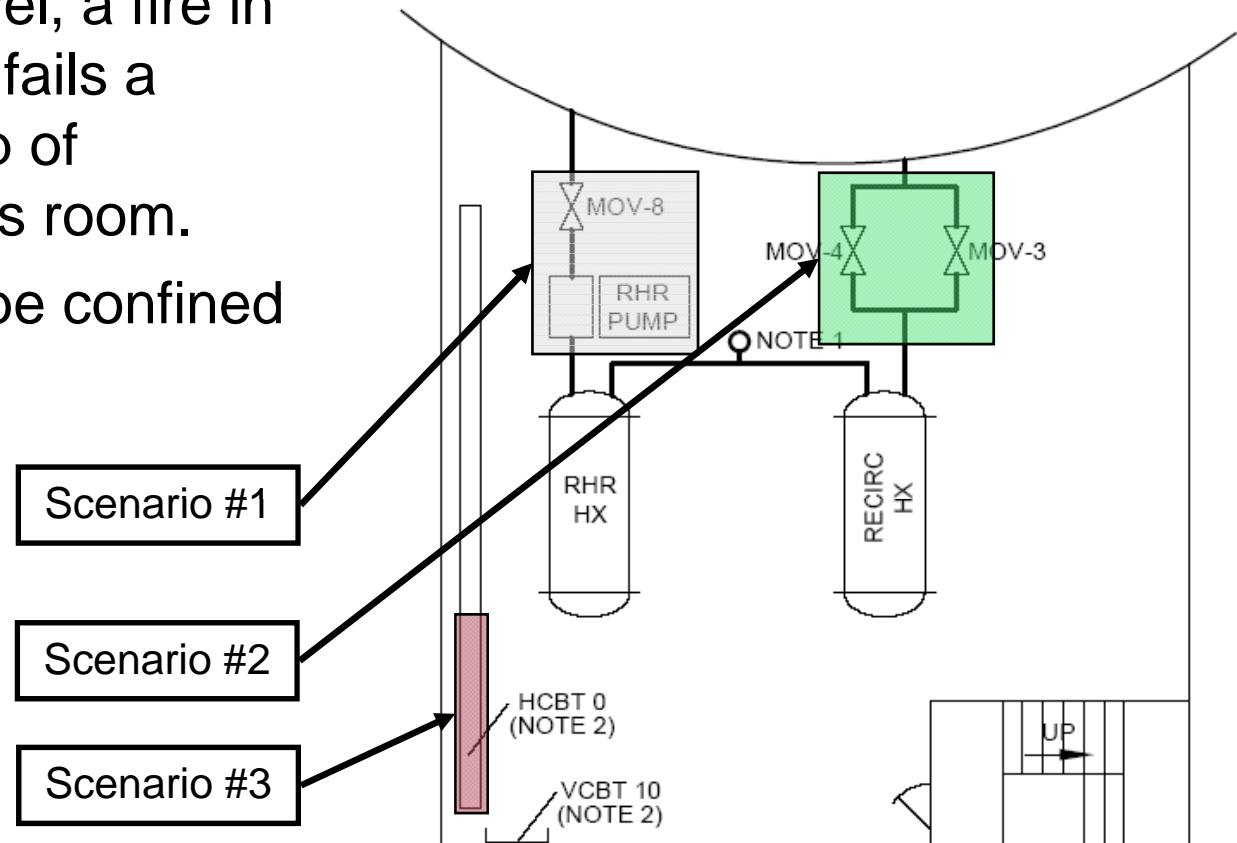 el, a fire in
fails a
o of
s room.
be confined
MOV-8
RHR
PUMP
MOV-4
MOV-3
NOTE 1
RHR
HX
RECIRC
HX
Scenario #1
Scenario #2
Scenario #3
HCBT 0
(NOTE 2)
VCBT 10
(NOTE 2)
UP